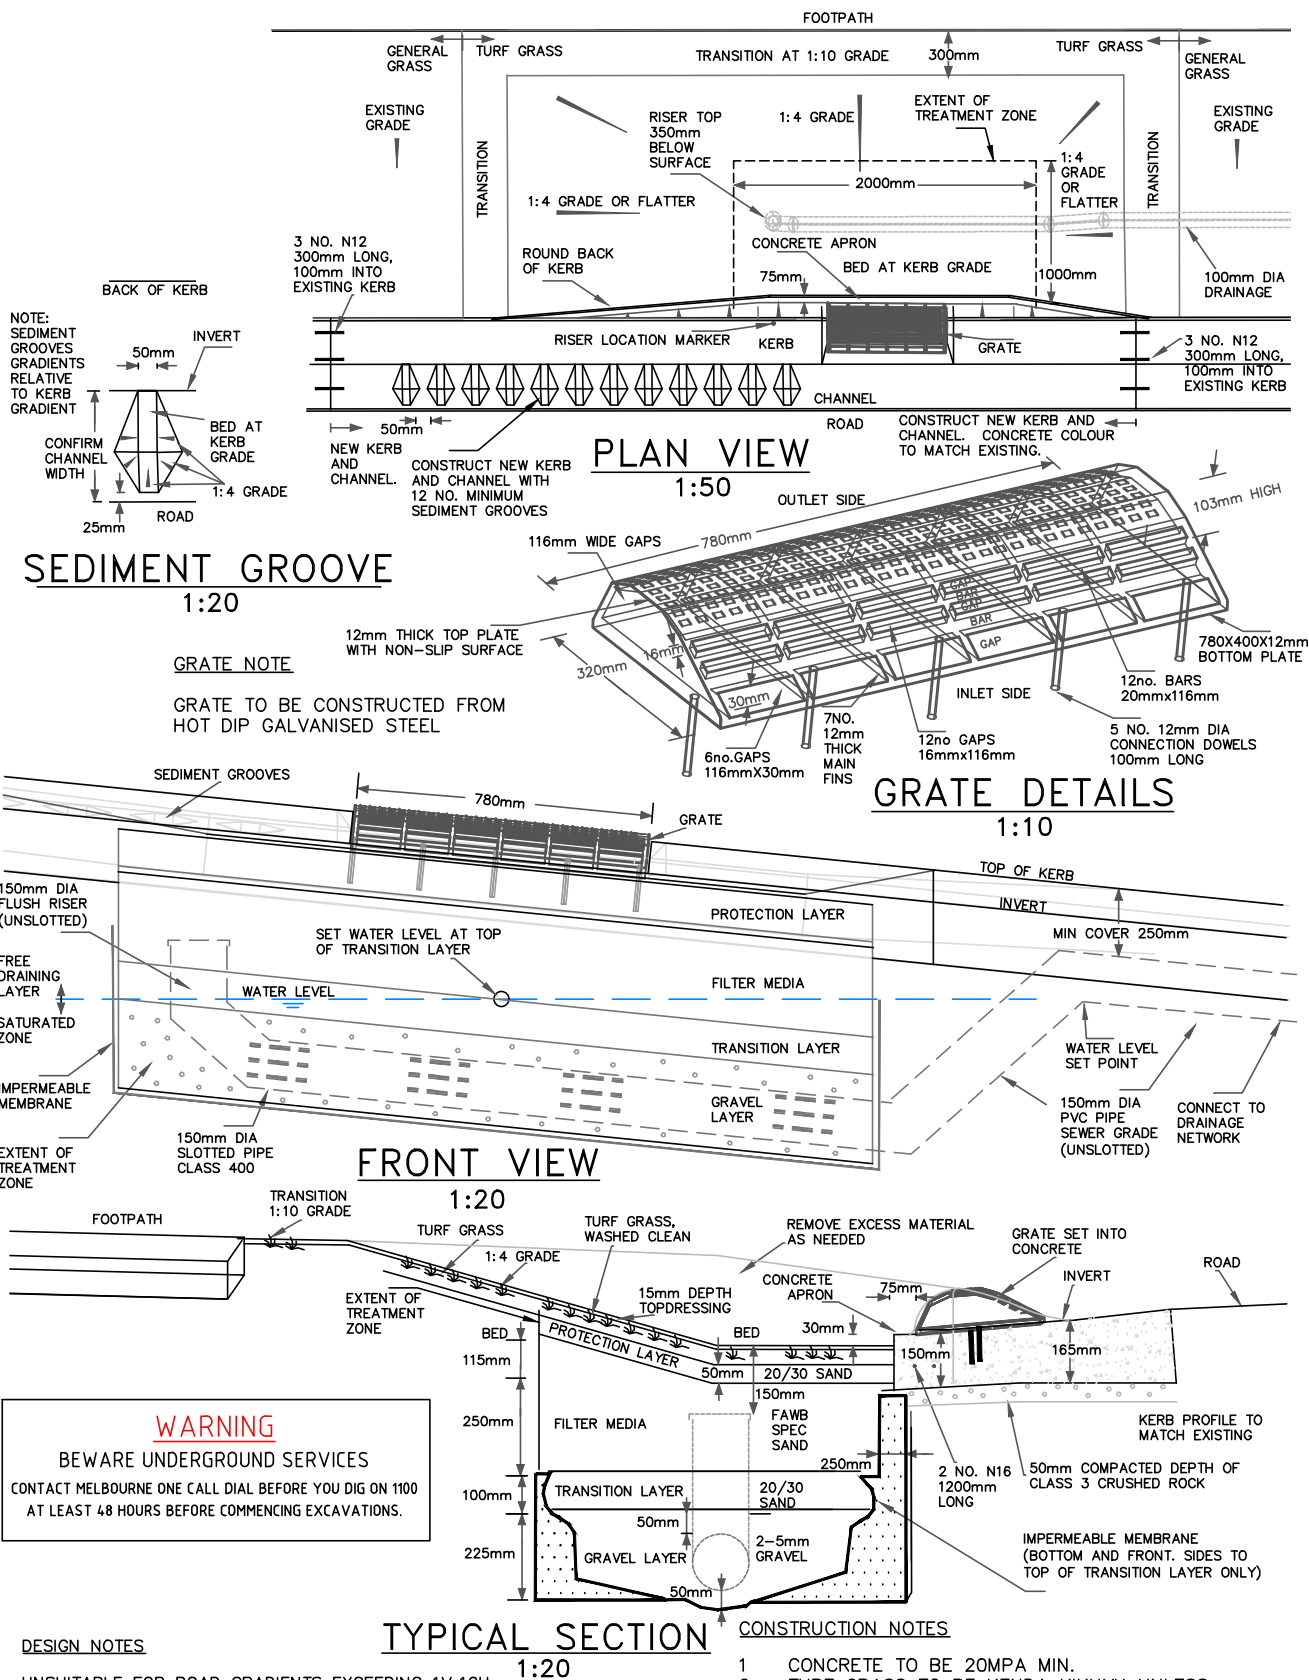 FOOTPATH
GENERAL
GRASS
TURF GRASS
TRANSITION AT 1:10 GRADE
300mm
TURF GRASS
GENERAL
GRASS
EXISTING
GRADE
TRANSITION
RISER TOP
350mm
BELOW
SURFACE
1:4 GRADE
EXTENT OF
TREATMENT ZONE
1:4
GRADE
OR
FLATTER
TRANSITION
EXISTING
GRADE
2000mm
1:4 GRADE OR FLATTER
CONCRETE APRON
ROUND BACK
OF KERB
75mm
BED AT KERB GRADE
1000mm
100mm DIA
DRAINAGE
3 NO. N12
300mm LONG,
100mm INTO
EXISTING KERB
RISER LOCATION MARKER
KERB
GRATE
3 NO. N12
300mm LONG,
100mm INTO
EXISTING KERB
CHANNEL
50mm
ROAD
NEW KERB
AND
CHANNEL.
CONSTRUCT NEW KERB
AND CHANNEL WITH
12 NO. MINIMUM
SEDIMENT GROOVES
CONSTRUCT NEW KERB AND
CHANNEL. CONCRETE COLOUR
TO MATCH EXISTING.
PLAN VIEW
1:50
BACK OF KERB
NOTE:
SEDIMENT
GROOVES
GRADIENTS
RELATIVE
TO KERB
GRADIENT
INVERT
50mm
CONFIRM
CHANNEL
WIDTH
BED AT
KERB
GRADE
1:4 GRADE
25mm
ROAD
SEDIMENT GROOVE
1:20
GRATE NOTE
GRATE TO BE CONSTRUCTED FROM
HOT DIP GALVANISED STEEL
OUTLET SIDE
780mm
103mm HIGH
116mm WIDE GAPS
12mm THICK TOP PLATE
WITH NON-SLIP SURFACE
320mm
16mm
30mm
GAP
BAR
GAP
BAR
GAP
INLET SIDE
780X400X12mm
BOTTOM PLATE
12no. BARS
20mmx116mm
6no.GAPS
116mmX30mm
7NO.
12mm
THICK
MAIN
FINS
12no GAPS
16mmx116mm
5 NO. 12mm DIA
CONNECTION DOWELS
100mm LONG
GRATE DETAILS
1:10
SEDIMENT GROOVES
780mm
GRATE
TOP OF KERB
INVERT
MIN COVER 250mm
150mm DIA
FLUSH RISER
(UNSLOTTED)
FREE
DRAINING
LAYER
SATURATED
ZONE
IMPERMEABLE
MEMBRANE
EXTENT OF
TREATMENT
ZONE
SET WATER LEVEL AT TOP
OF TRANSITION LAYER
WATER LEVEL
PROTECTION LAYER
FILTER MEDIA
TRANSITION LAYER
GRAVEL
LAYER
WATER LEVEL
SET POINT
150mm DIA
PVC PIPE
SEWER GRADE
(UNSLOTTED)
CONNECT TO
DRAINAGE
NETWORK
150mm DIA
SLOTTED PIPE
CLASS 400
FRONT VIEW
1:20
FOOTPATH
TRANSITION
1:10 GRADE
TURF GRASS
1:4 GRADE
TURF GRASS,
WASHED CLEAN
REMOVE EXCESS MATERIAL
AS NEEDED
GRATE SET INTO
CONCRETE
INVERT
ROAD
CONCRETE
APRON
75mm
EXTENT OF
TREATMENT
ZONE
15mm DEPTH
TOPDRESSING
BED
PROTECTION LAYER
BED
30mm
150mm
165mm
115mm
50mm
20/30 SAND
150mm
250mm
FILTER MEDIA
FAWB
SPEC
SAND
250mm
KERB PROFILE TO
MATCH EXISTING
2 NO. N16
1200mm
LONG
50mm COMPACTED DEPTH OF
CLASS 3 CRUSHED ROCK
100mm
TRANSITION LAYER
20/30
SAND
50mm
225mm
GRAVEL LAYER
2-5mm
GRAVEL
50mm
IMPERMEABLE MEMBRANE
(BOTTOM AND FRONT. SIDES TO
TOP OF TRANSITION LAYER ONLY)
TYPICAL SECTION
1:20
WARNING
BEWARE UNDERGROUND SERVICES
CONTACT MELBOURNE ONE CALL DIAL BEFORE YOU DIG ON 1100
AT LEAST 48 HOURS BEFORE COMMENCING EXCAVATIONS.
DESIGN NOTES
CONSTRUCTION NOTES
1 CONCRETE TO BE 20MPA MIN.